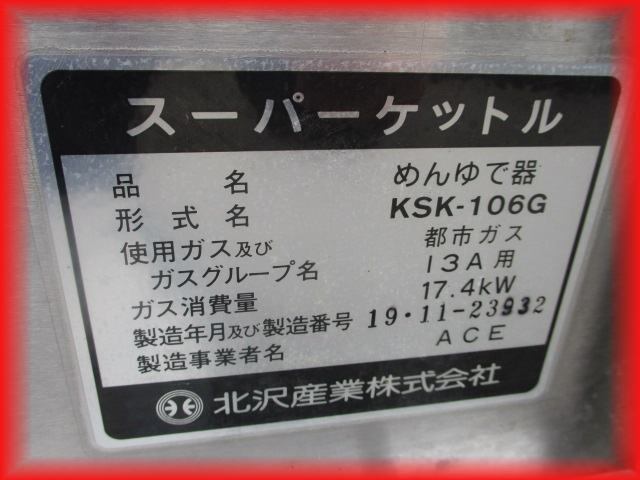 スーパーケットル
品名 めんゆで器
形式名 KSK-106G
使用ガス及び 都市ガス
ガスグループ名 13A用
ガス消費量 17.4kW
製造年月及び製造番号 19・11-23932
製造事業者名 ACE
北沢産業株式会社